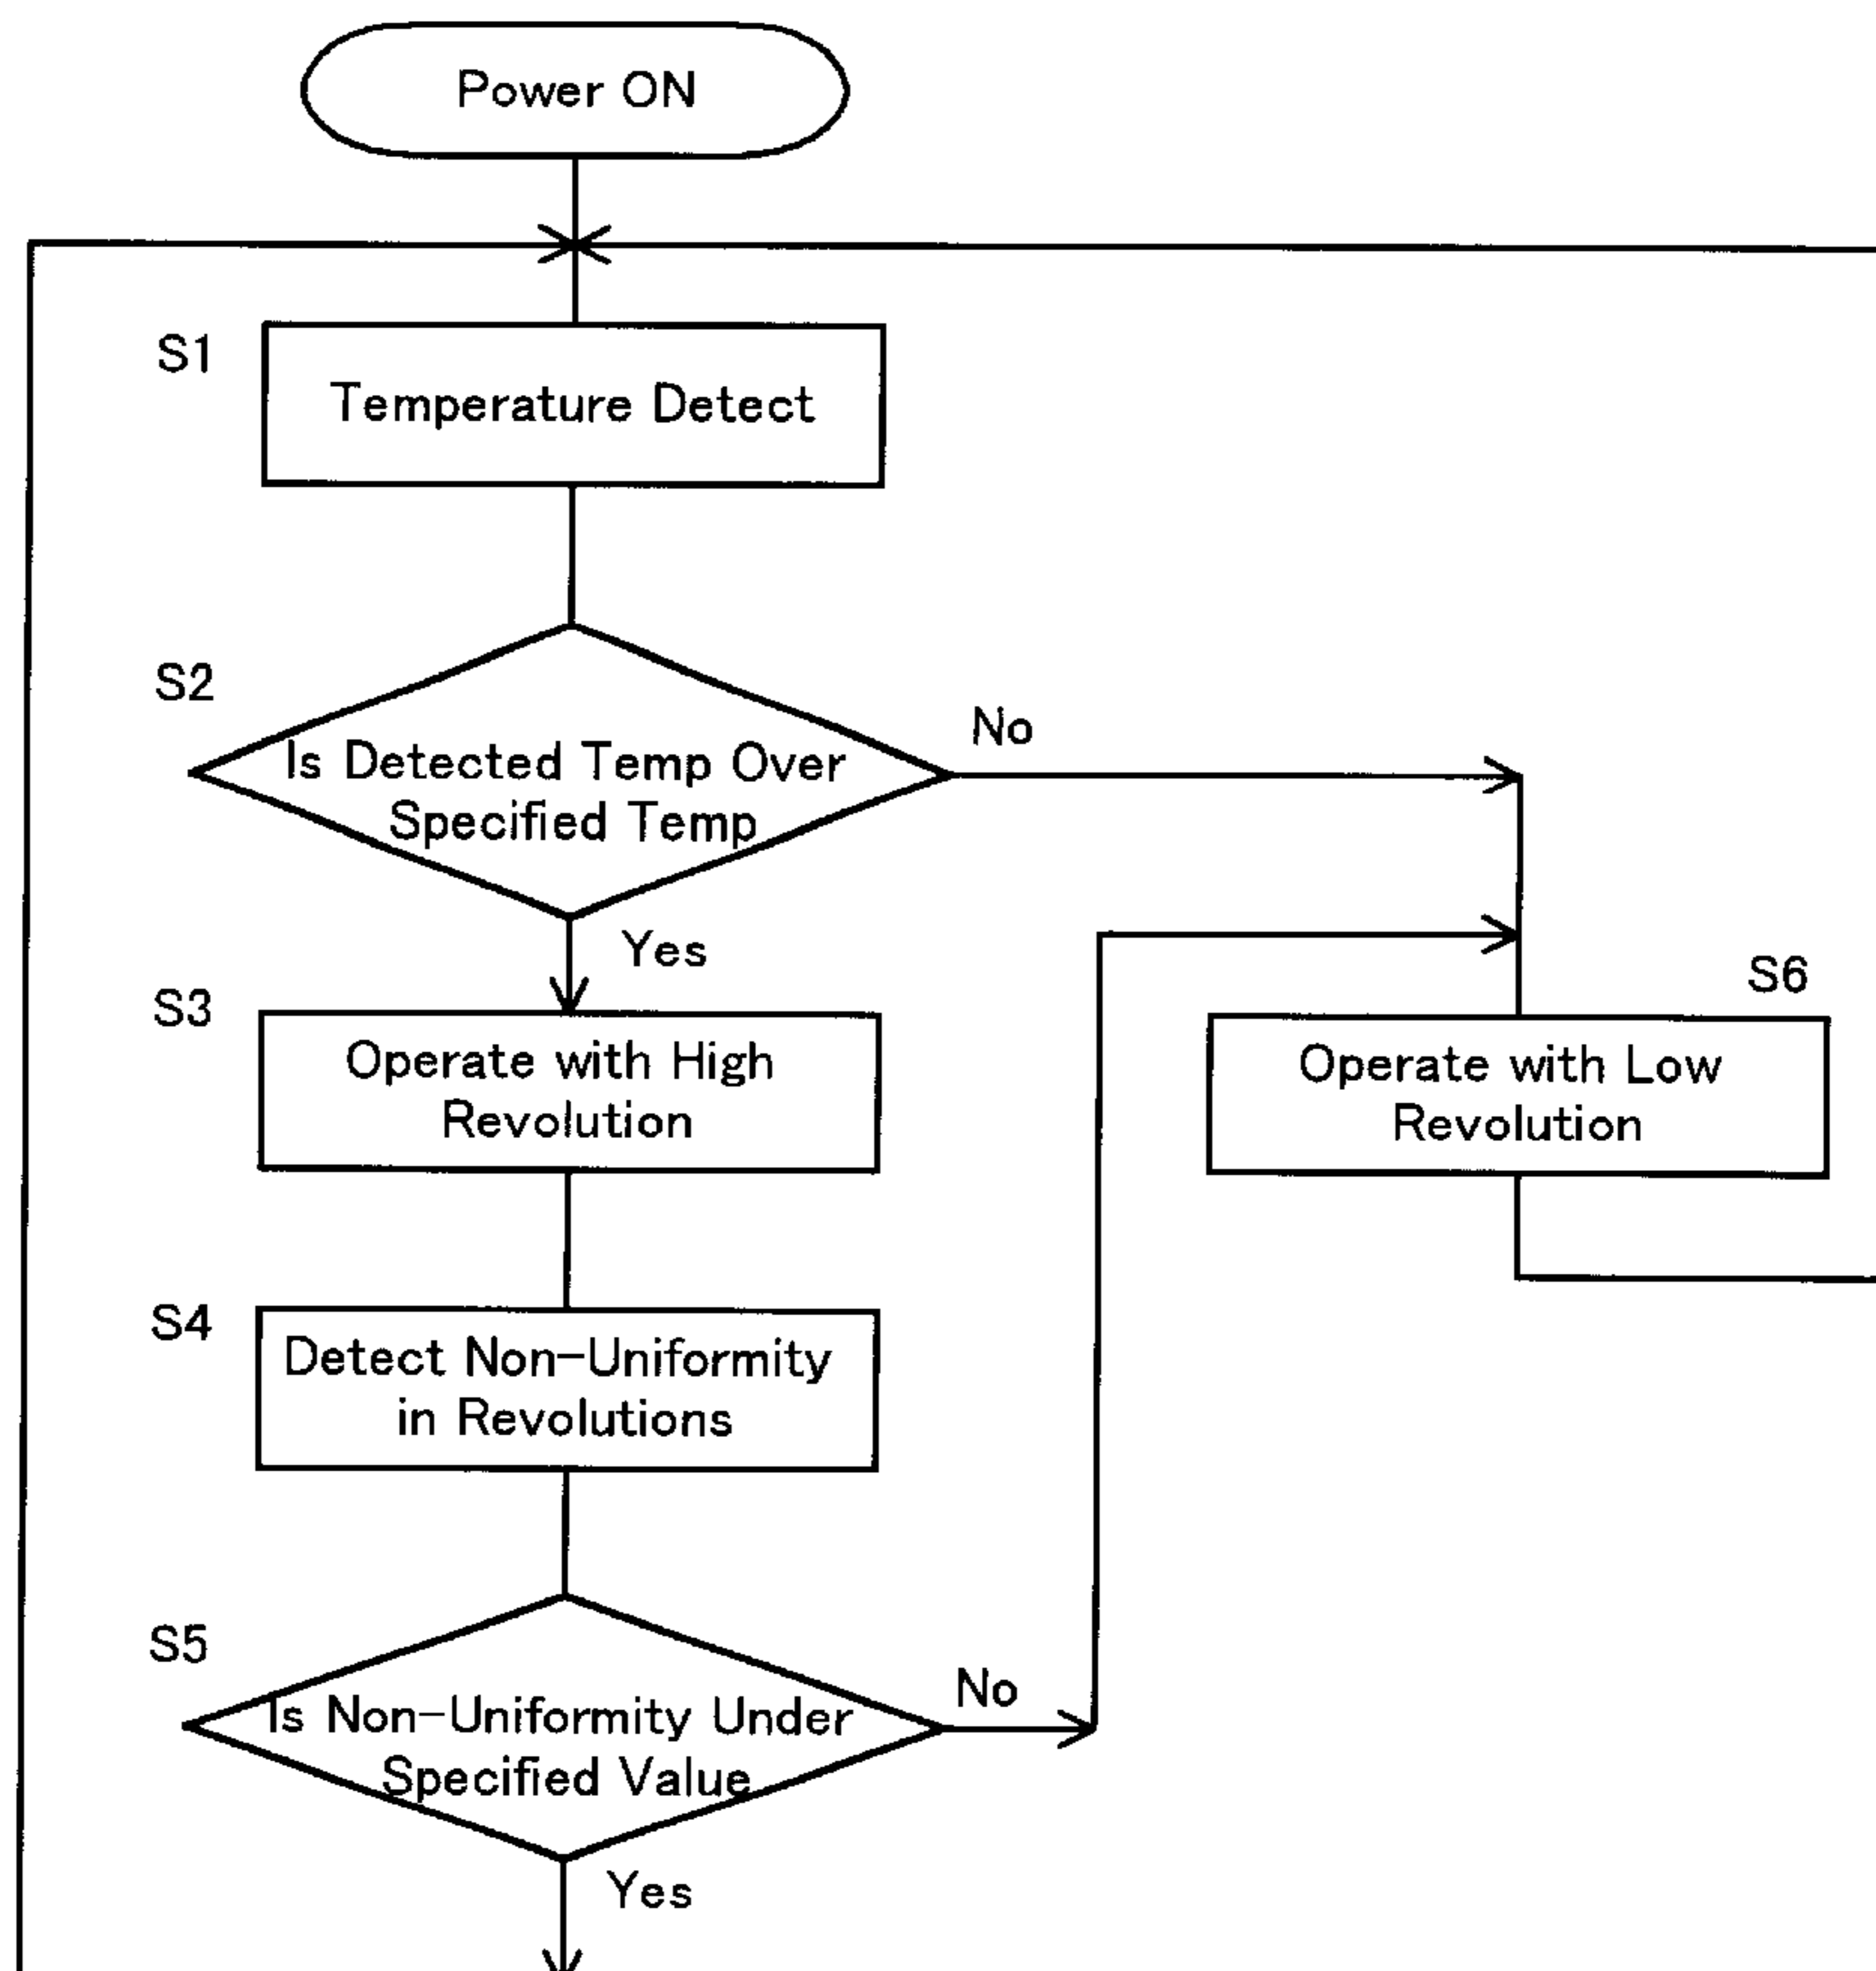 Power ON
S1
Temperature Detect
S2
Is Detected Temp Over
Specified Temp
No
Yes
S3
Operate with High
Revolution
S6
Operate with Low
Revolution
S4
Detect Non-Uniformity
in Revolutions
S5
Is Non-Uniformity Under
Specified Value
No
Yes